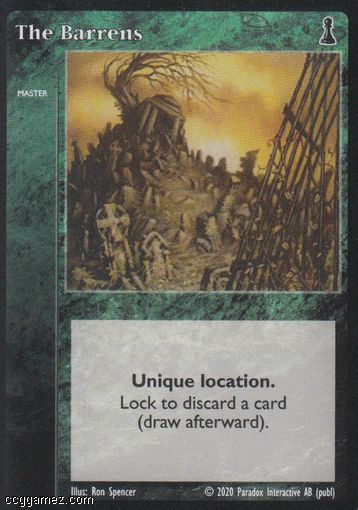 The Barrens
MASTER
Unique location.
Lock to discard a card
(draw afterward).
Illus: Ron Spencer © 2020 Paradox Interactive AB (publ)
ccggamez.com